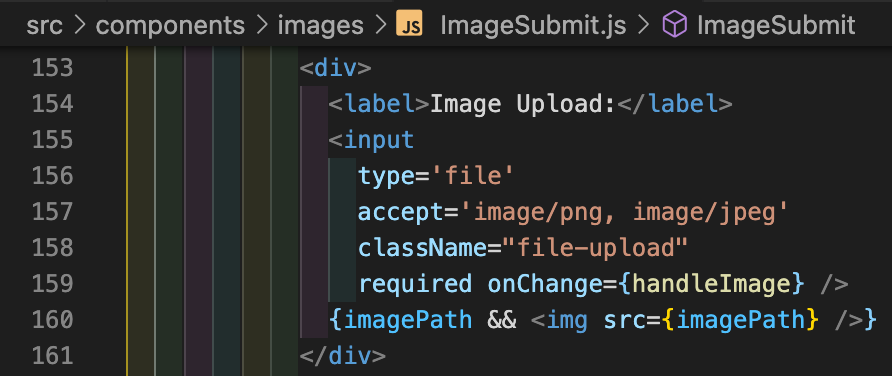 src > components > images > JS ImageSubmit.js > ImageSubmit
153 <div>
154 <label>Image Upload:</label>
155 <input
156 type='file'
157 accept='image/png, image/jpeg'
158 className="file-upload"
159 required onChange={handleImage} />
160 {imagePath && <img src={imagePath} />}
161 </div>